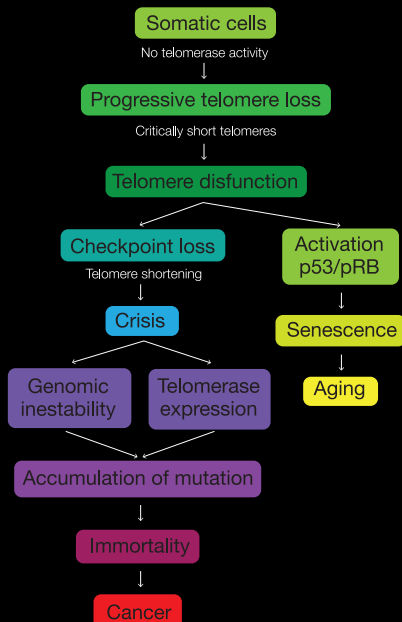 Somatic cells
No telomerase activity
Progressive telomere loss
Critically short telomeres
Telomere disfunction
Checkpoint loss
Activation
p53/pRB
Telomere shortening
Crisis
Senescence
Genomic
inestability
Telomerase
expression
Aging
Accumulation of mutation
Immortality
Cancer